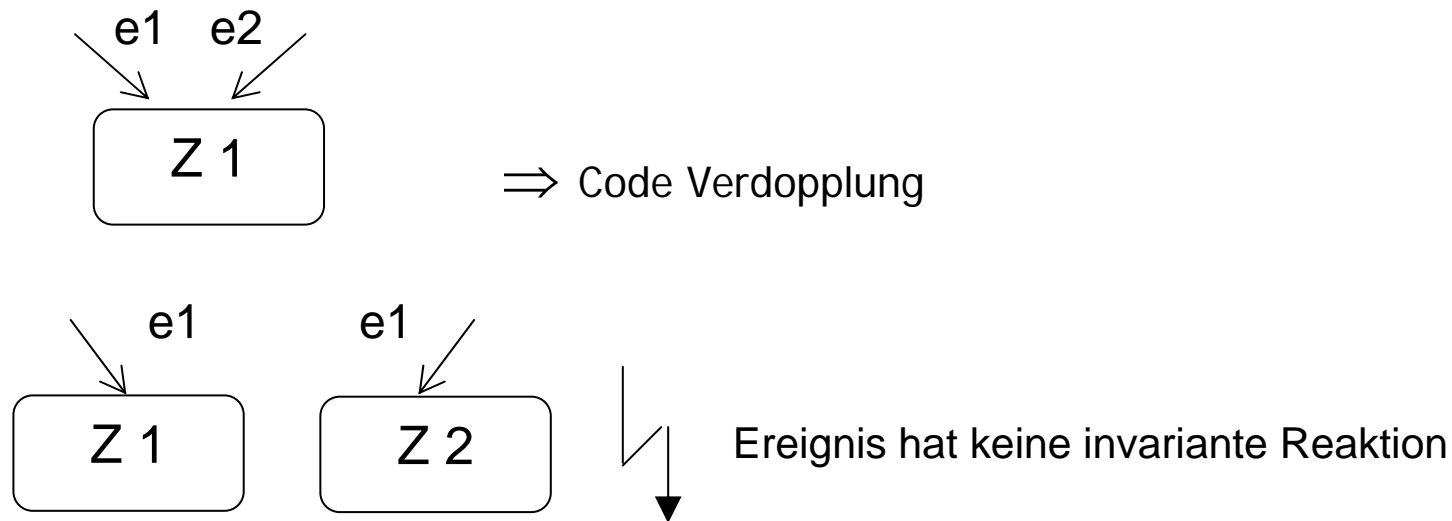 e1 e2
Z 1
⇒ Code Verdopplung
e1 e1
Z 1 Z 2
Ereignis hat keine invariante Reaktion